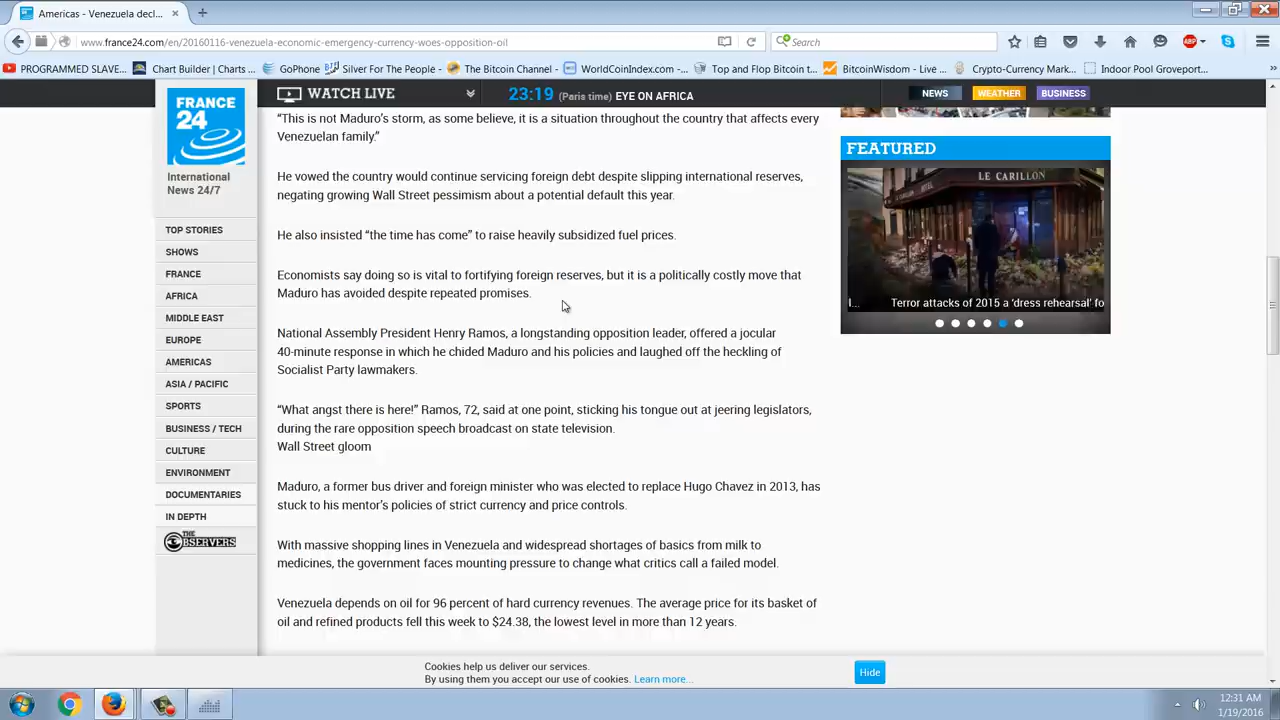 Americas - Venezuela decl...
www.france24.com/en/20160116-venezuela-economic-emergency-currency-woes-opposition-oil
Search
ABP
PROGRAMMED SLAVE...
Chart Builder | Charts ...
GoPhone
Silver For The People - ...
The Bitcoin Channel - ...
WorldCoinIndex.com - ...
Top and Flop Bitcoin t...
BitcoinWisdom - Live ...
Crypto-Currency Mark...
Indoor Pool Groveport...
WATCH LIVE
23:19 (Paris time) EYE ON AFRICA
NEWS
WEATHER
BUSINESS
FRANCE
24
International
News 24/7
TOP STORIES
SHOWS
FRANCE
AFRICA
MIDDLE EAST
EUROPE
AMERICAS
ASIA / PACIFIC
SPORTS
BUSINESS / TECH
CULTURE
ENVIRONMENT
DOCUMENTARIES
IN DEPTH
THE
OBSERVERS
“This is not Maduro’s storm, as some believe, it is a situation throughout the country that affects every
Venezuelan family.”
He vowed the country would continue servicing foreign debt despite slipping international reserves,
negating growing Wall Street pessimism about a potential default this year.
He also insisted “the time has come” to raise heavily subsidized fuel prices.
Economists say doing so is vital to fortifying foreign reserves, but it is a politically costly move that
Maduro has avoided despite repeated promises.
National Assembly President Henry Ramos, a longstanding opposition leader, offered a jocular
40-minute response in which he chided Maduro and his policies and laughed off the heckling of
Socialist Party lawmakers.
“What angst there is here!” Ramos, 72, said at one point, sticking his tongue out at jeering legislators,
during the rare opposition speech broadcast on state television.
Wall Street gloom
Maduro, a former bus driver and foreign minister who was elected to replace Hugo Chavez in 2013, has
stuck to his mentor’s policies of strict currency and price controls.
With massive shopping lines in Venezuela and widespread shortages of basics from milk to
medicines, the government faces mounting pressure to change what critics call a failed model.
Venezuela depends on oil for 96 percent of hard currency revenues. The average price for its basket of
oil and refined products fell this week to $24.38, the lowest level in more than 12 years.
FEATURED
LE CARILLON
l...
Terror attacks of 2015 a ‘dress rehearsal’ fo
Cookies help us deliver our services.
By using them you accept our use of cookies. Learn more...
Hide
12:31 AM
1/19/2016